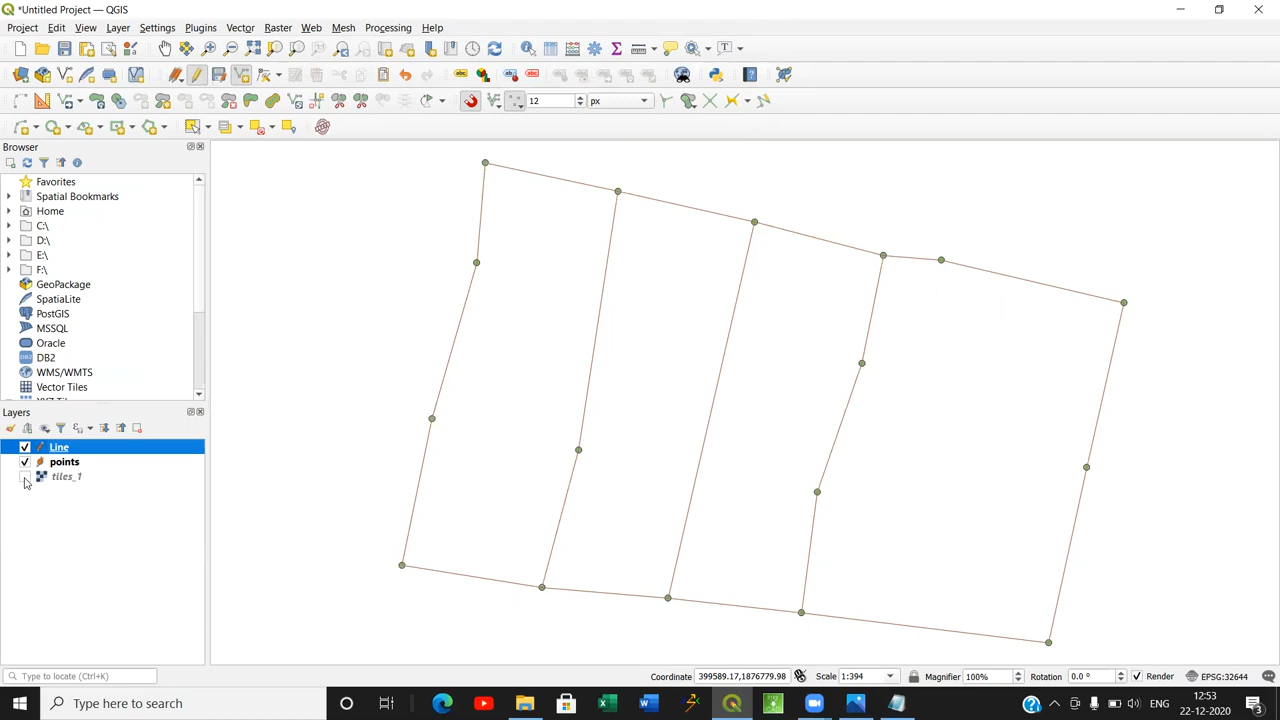 *Untitled Project — QGIS
Project Edit View Layer Settings Plugins Vector Raster Web Mesh Processing Help
12 px
Browser
Favorites
Spatial Bookmarks
Home
C:\
D:\
E:\
F:\
GeoPackage
SpatiaLite
PostGIS
MSSQL
Oracle
DB2
WMS/WMTS
Vector Tiles
Layers
Line
points
tiles_1
Type to locate (Ctrl+K)
Coordinate 399589.17,1876779.98 Scale 1:394 Magnifier 100% Rotation 0.0 ° Render EPSG:32644
Type here to search
ENG
12:53
22-12-2020
3